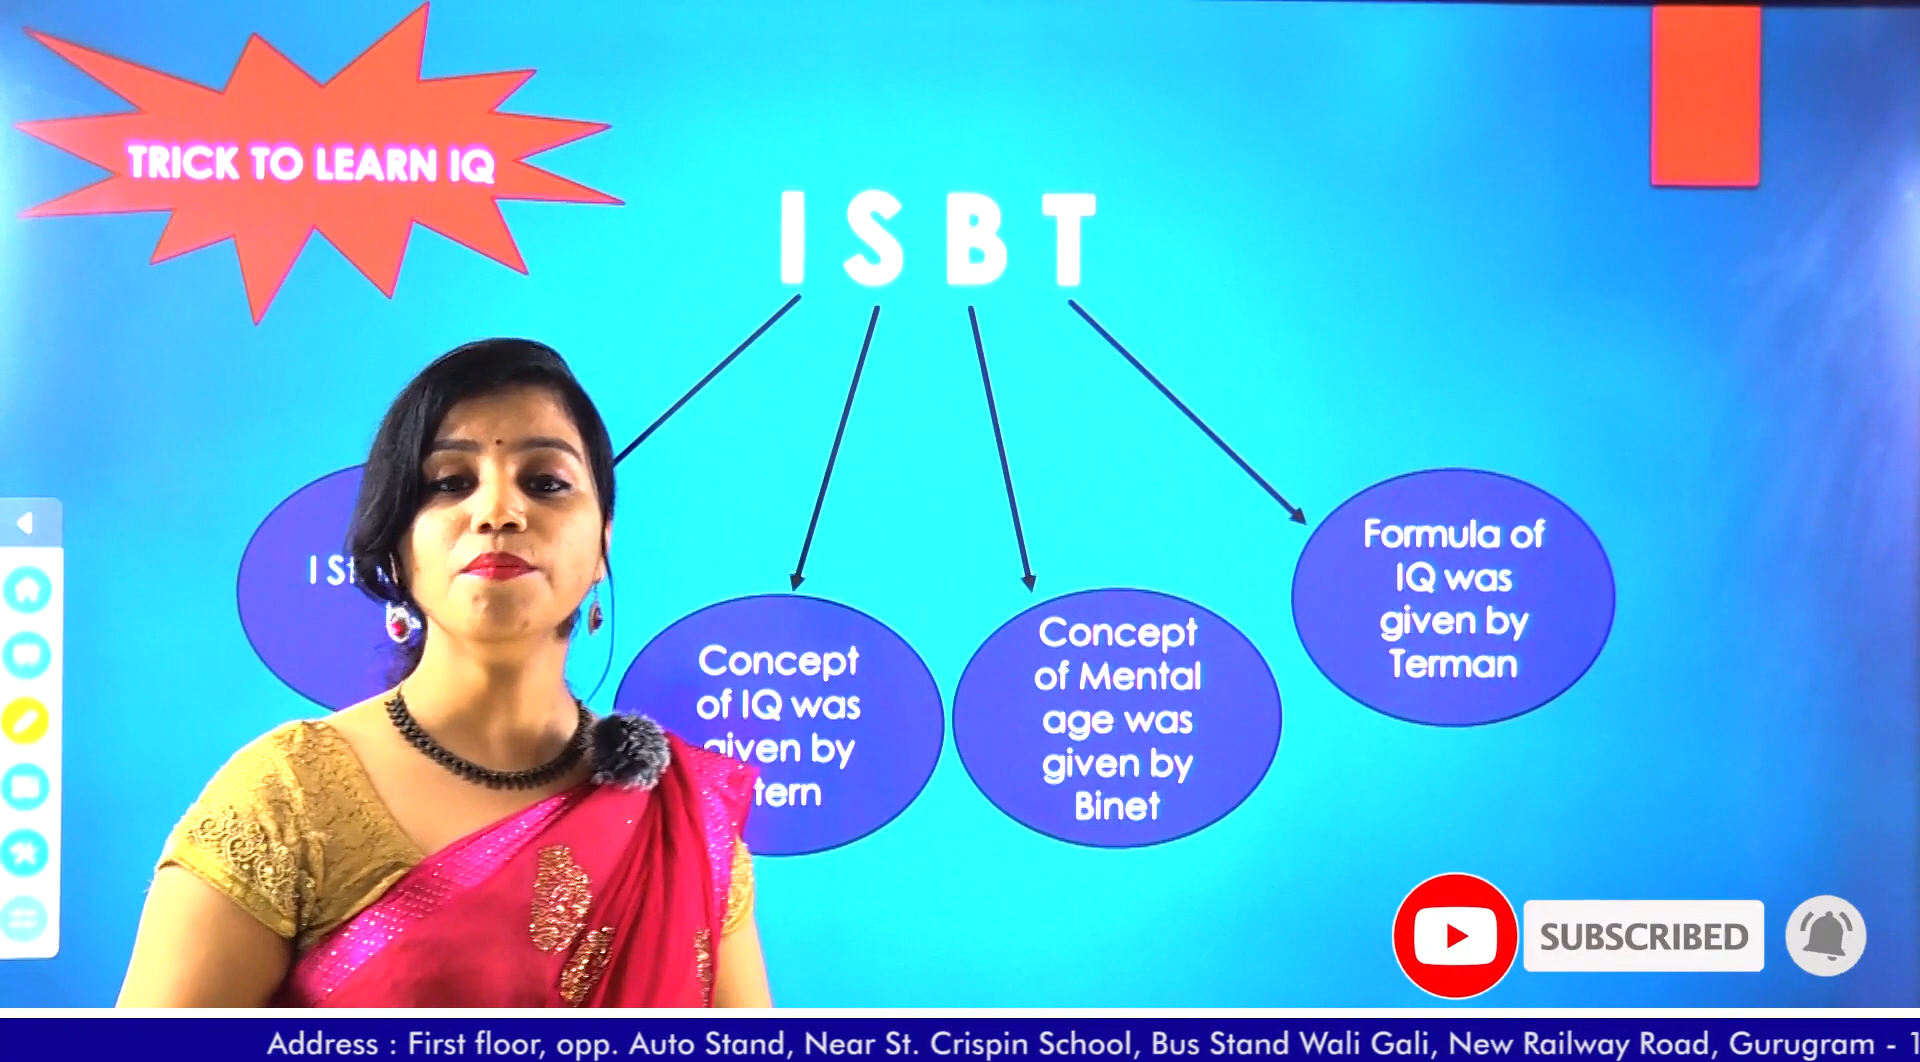 TRICK TO LEARN IQ
I S B T
I
Concept
of IQ was
given by
tern
Concept
of Mental
age was
given by
Binet
Formula of
IQ was
given by
Terman
SUBSCRIBED
Address : First floor, opp. Auto Stand, Near St. Crispin School, Bus Stand Wali Gali, New Railway Road, Gurugram - 1